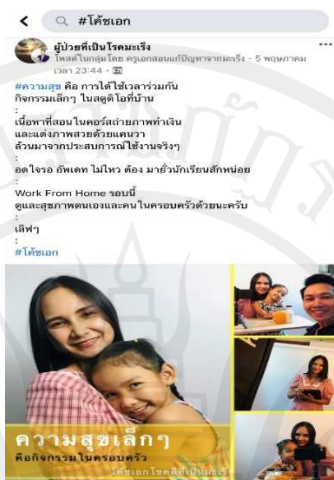 #โค้ชเอก
ผู้ป่วยที่เป็นโรคมะเร็ง
โพสต์ในกลุ่มโดย ครูเอกสอนแก้ปัญหาจากมะเร็ง · 5 พฤษภาคม
เวลา 23:44 ·
#ความสุข คือ การได้ใช้เวลาร่วมกัน
กิจกรรมเล็กๆ ในสตูดิโอที่บ้าน
:
เนื้อหาที่สอนในคอร์สถ่ายภาพทำเงิน
และแต่งภาพสวยด้วยแคนวา
ล้วนมาจากประสบการณ์ใช้งานจริงๆ
:
อดใจรอ อัพเดท ไม่ไหว ต้อง มายั่วนักเรียนสักหน่อย
:
Work From Home รอบนี้
ดูแลสุขภาพตนเองและคนในครอบครัวด้วยนะครับ
:
เลิฟๆ
:
#โค้ชเอก
ความสุขเล็กๆ
คือกิจกรรมในครอบครัว